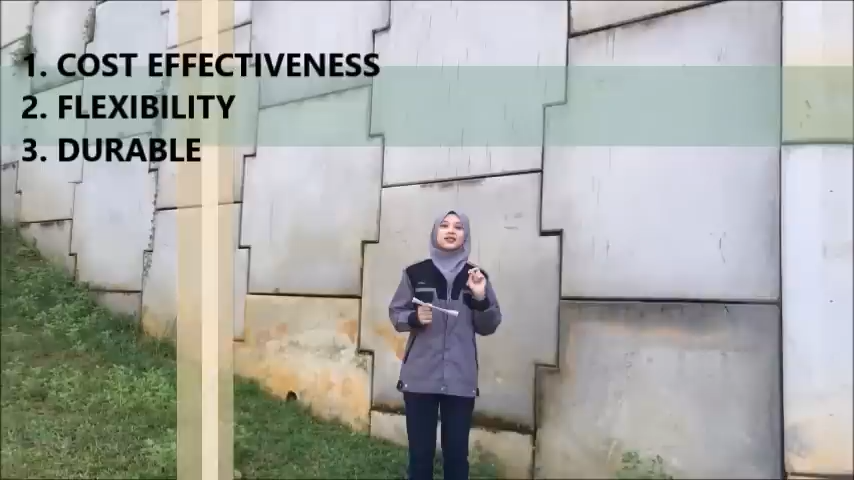 1. COST EFFECTIVENESS
2. FLEXIBILITY
3. DURABLE